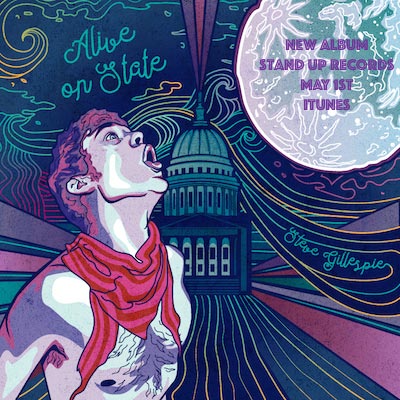 Alive
on State
NEW ALBUM
STAND UP RECORDS
MAY 1ST
ITUNES
Steve Gillespie